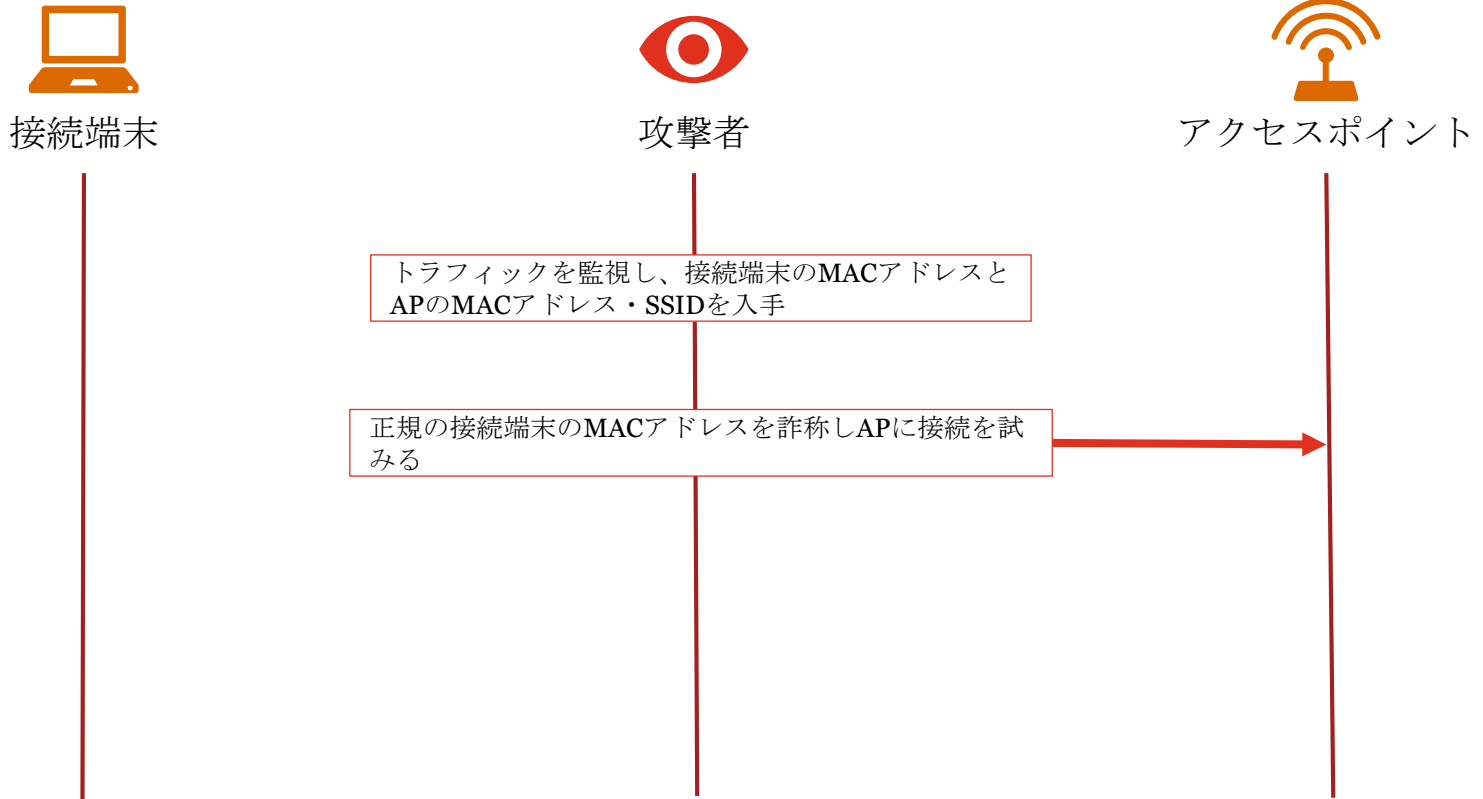 接続端末
攻撃者
アクセスポイント
トラフィックを監視し、接続端末のMACアドレスと
APのMACアドレス・SSIDを入手
正規の接続端末のMACアドレスを詐称しAPに接続を試
みる